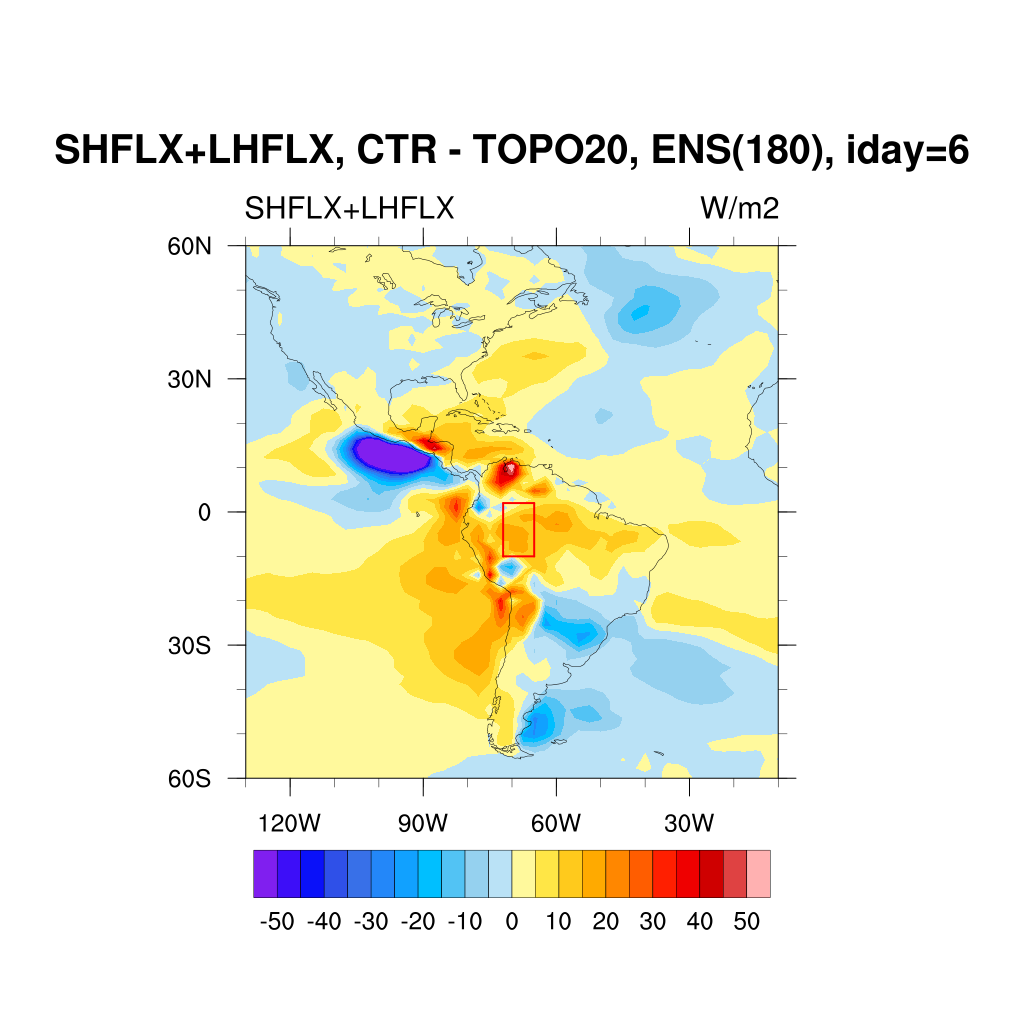 SHFLX+LHFLX, CTR - TOPO20, ENS(180), iday=6
SHFLX+LHFLX W/m2
60N
30N
0
30S
60S
120W 90W 60W 30W
-50 -40 -30 -20 -10 0 10 20 30 40 50